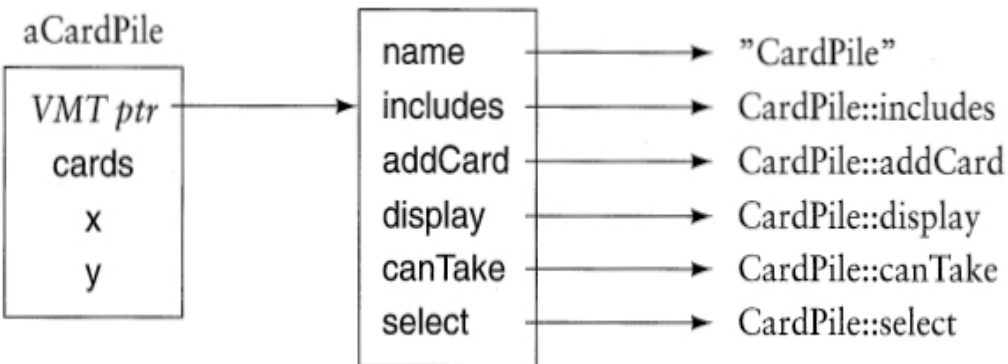 aCardPile
VMT ptr
cards
x
y
name
includes
addCard
display
canTake
select
”CardPile”
CardPile::includes
CardPile::addCard
CardPile::display
CardPile::canTake
CardPile::select